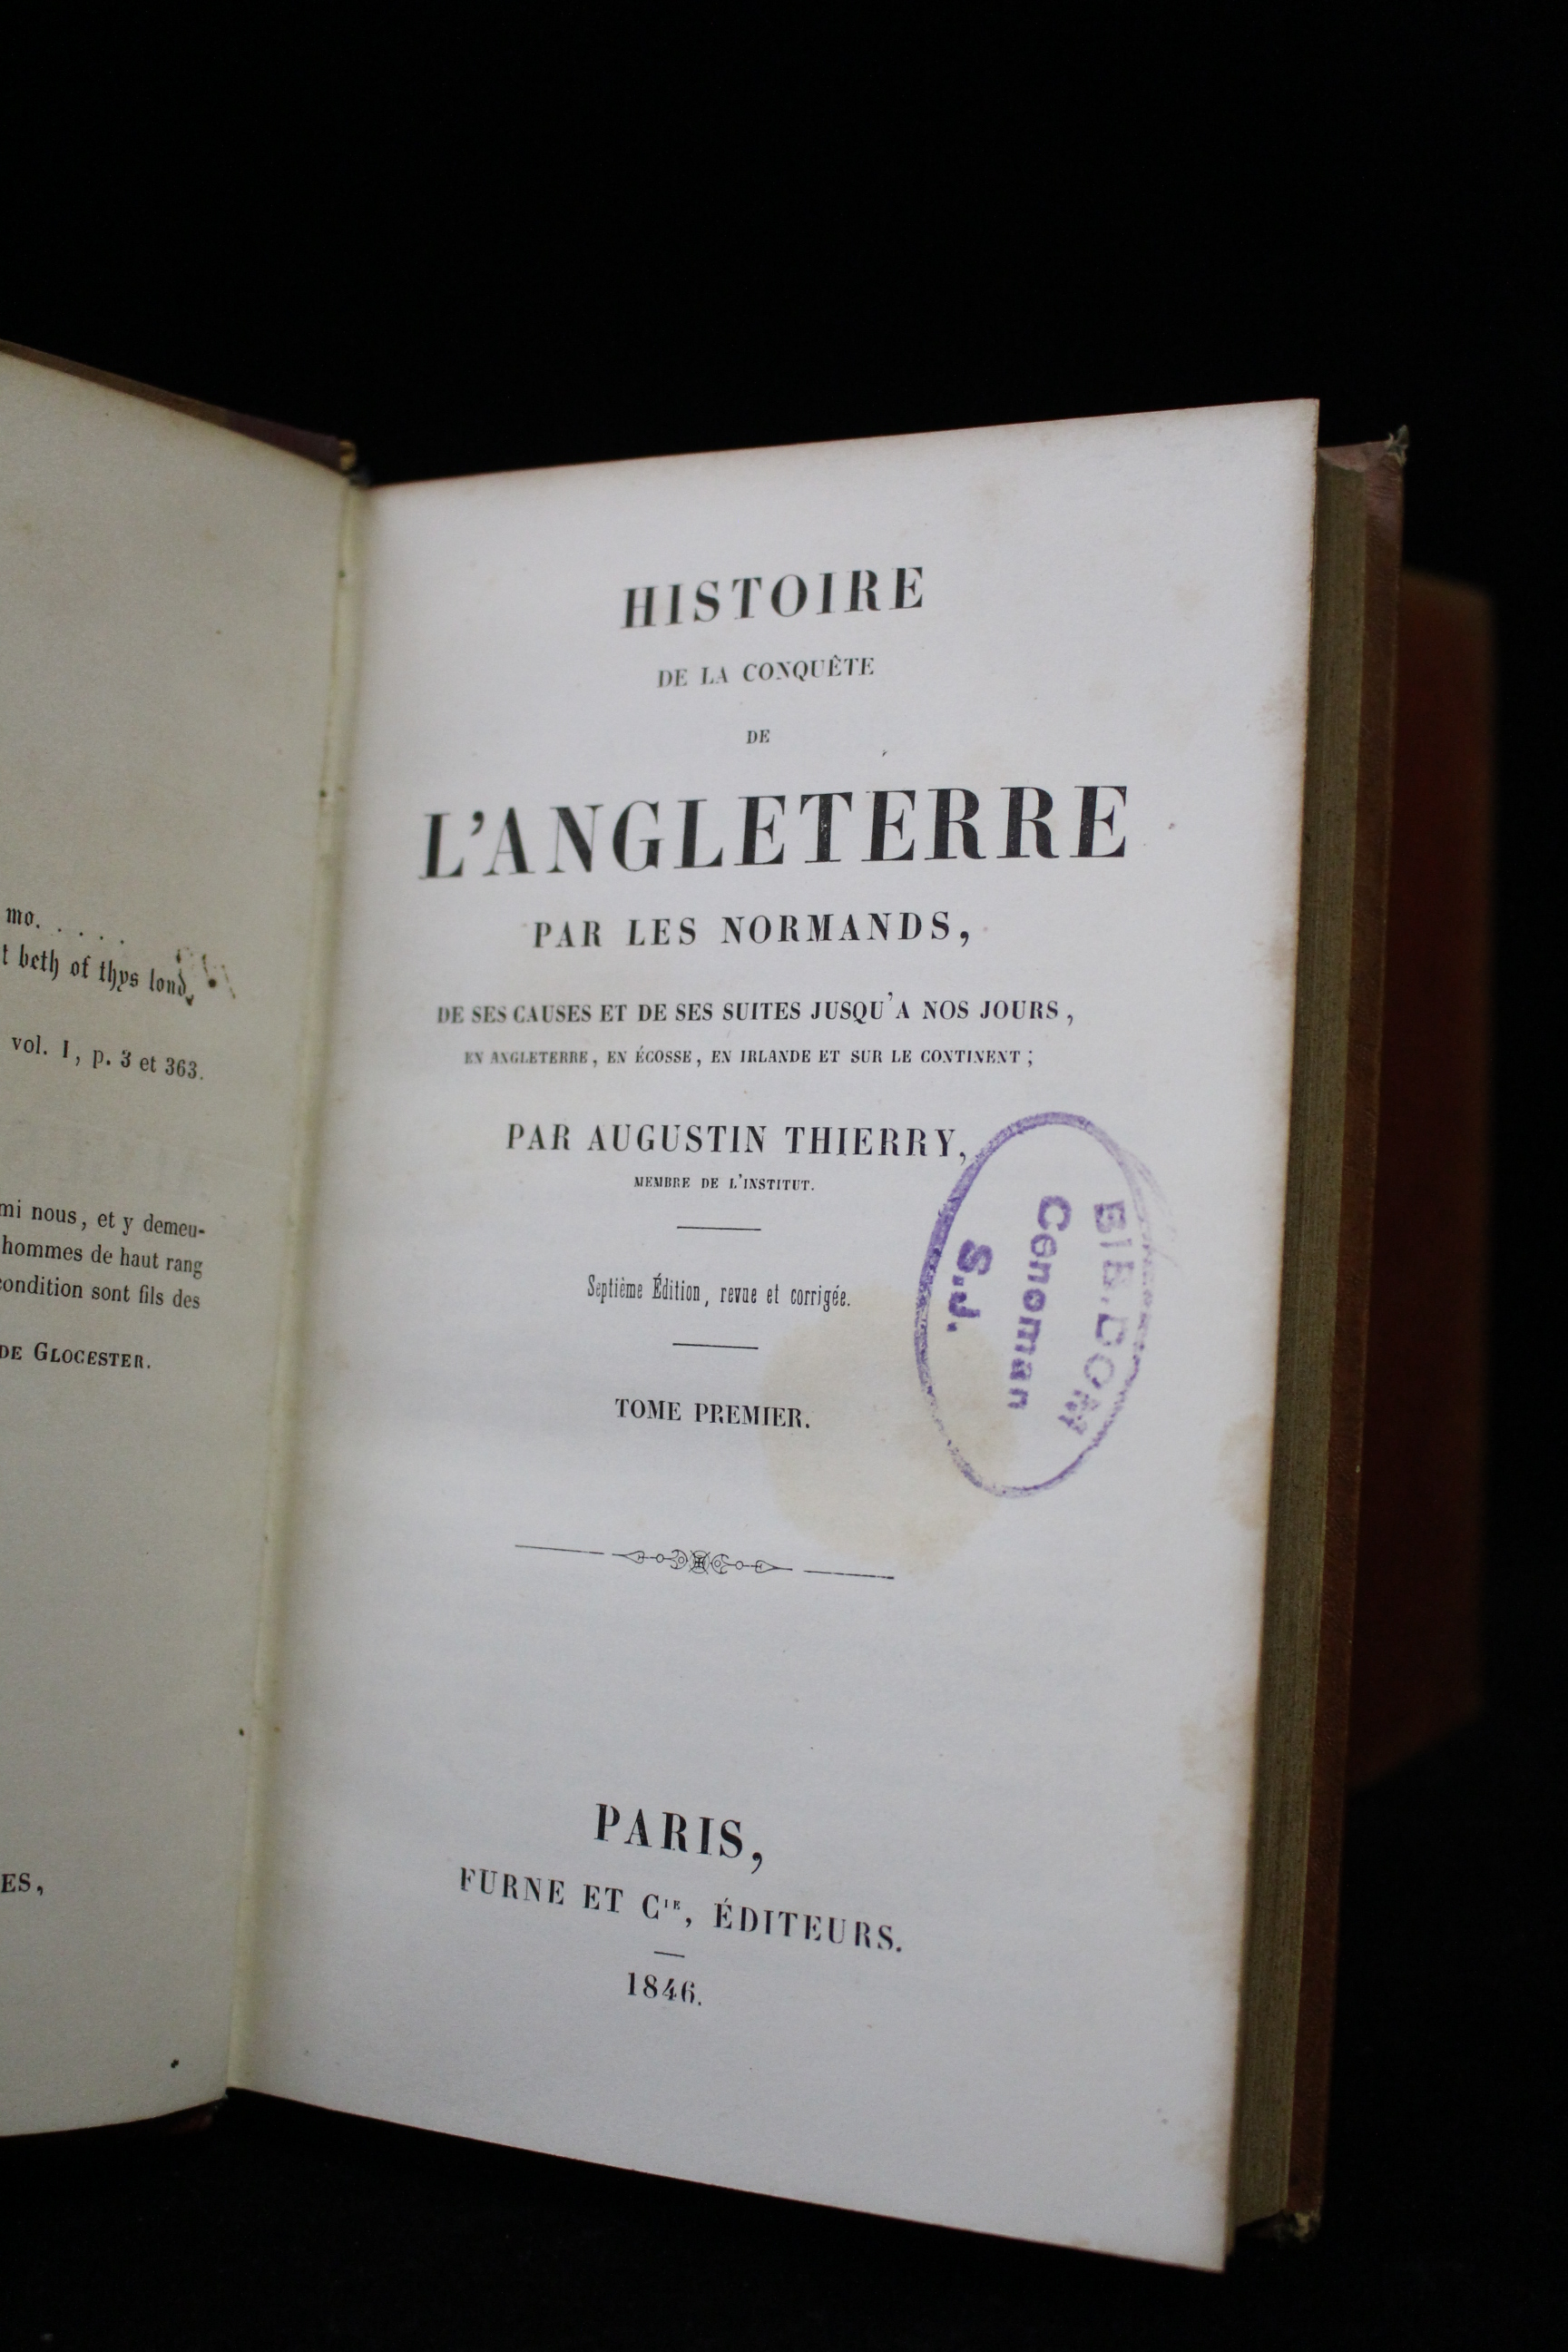 mo. . . . .
t beth of thys lond,
vol. I, p. 3 et 363.
mi nous, et y demeu-
hommes de haut rang
condition sont fils des
DE GLOCESTER.
ES,
HISTOIRE
DE LA CONQUÊTE
DE
L'ANGLETERRE
PAR LES NORMANDS,
DE SES CAUSES ET DE SES SUITES JUSQU'A NOS JOURS,
EN ANGLETERRE, EN ÉCOSSE, EN IRLANDE ET SUR LE CONTINENT;
PAR AUGUSTIN THIERRY,
MEMBRE DE L'INSTITUT.
Septième Édition, revue et corrigée.
TOME PREMIER.
BIB. DOM
Cenoman
S.J.
PARIS,
FURNE ET Cie, ÉDITEURS.
1846.